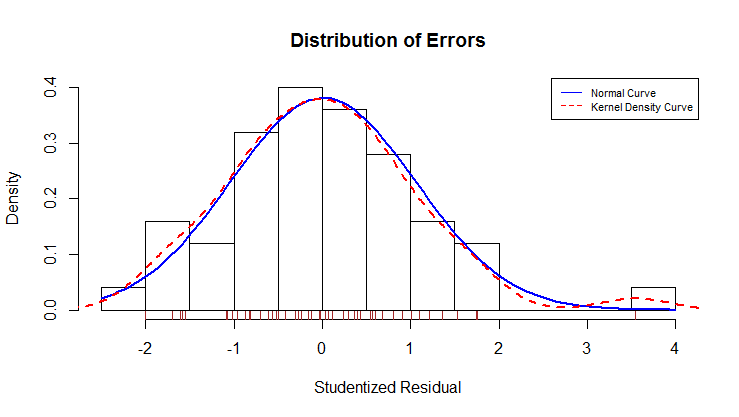 Distribution of Errors
Normal Curve
Kernel Density Curve
Density
0.4
0.3
0.2
0.1
0.0
-2 -1 0 1 2 3 4
Studentized Residual